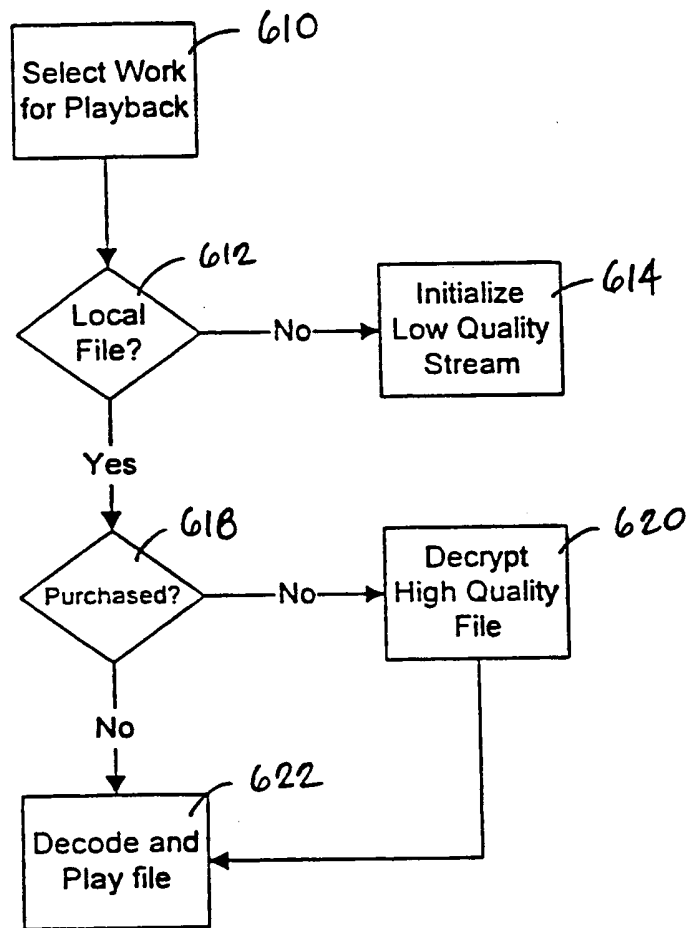 610
Select Work
for Playback
612
Local
File?
No
614
Initialize
Low Quality
Stream
Yes
618
Purchased?
No
620
Decrypt
High Quality
File
No
622
Decode and
Play file